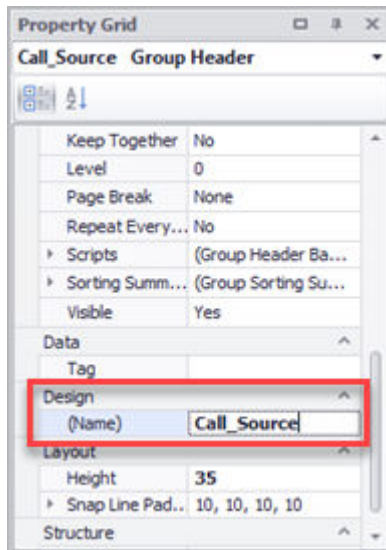 Property Grid
Call_Source Group Header
Keep Together No
Level 0
Page Break None
Repeat Every... No
Scripts (Group Header Ba...
Sorting Summ... (Group Sorting Su...
Visible Yes
Data
Tag
Design
(Name) Call_Source
Layout
Height 35
Snap Line Pad.. 10, 10, 10, 10
Structure